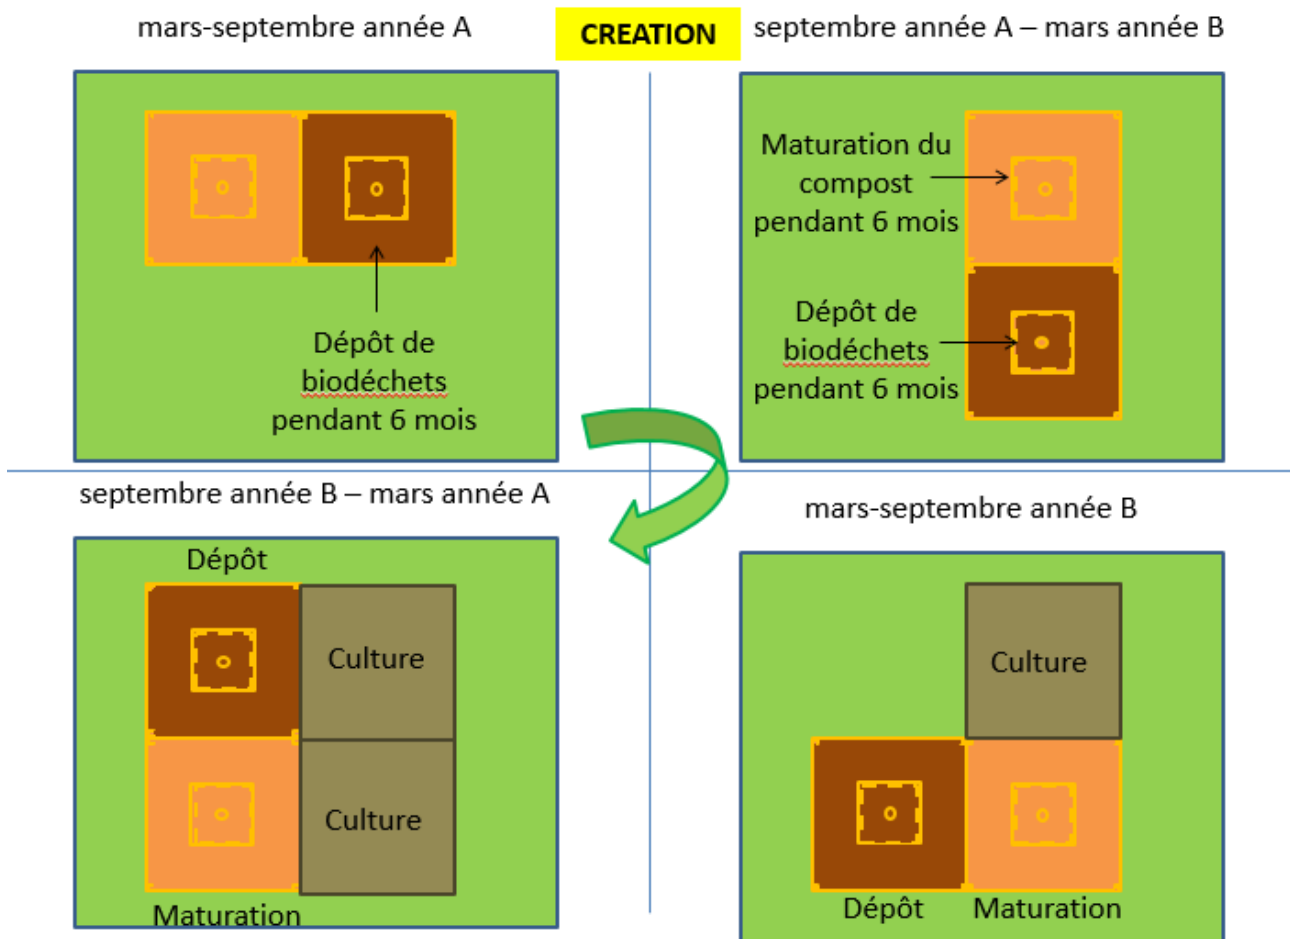 mars-septembre année A
CREATION
septembre année A – mars année B
Dépôt de
biodéchets
pendant 6 mois
Maturation du
compost
pendant 6 mois
Dépôt de
biodéchets
pendant 6 mois
septembre année B – mars année A
Dépôt
Culture
Culture
Maturation
mars-septembre année B
Culture
Dépôt
Maturation